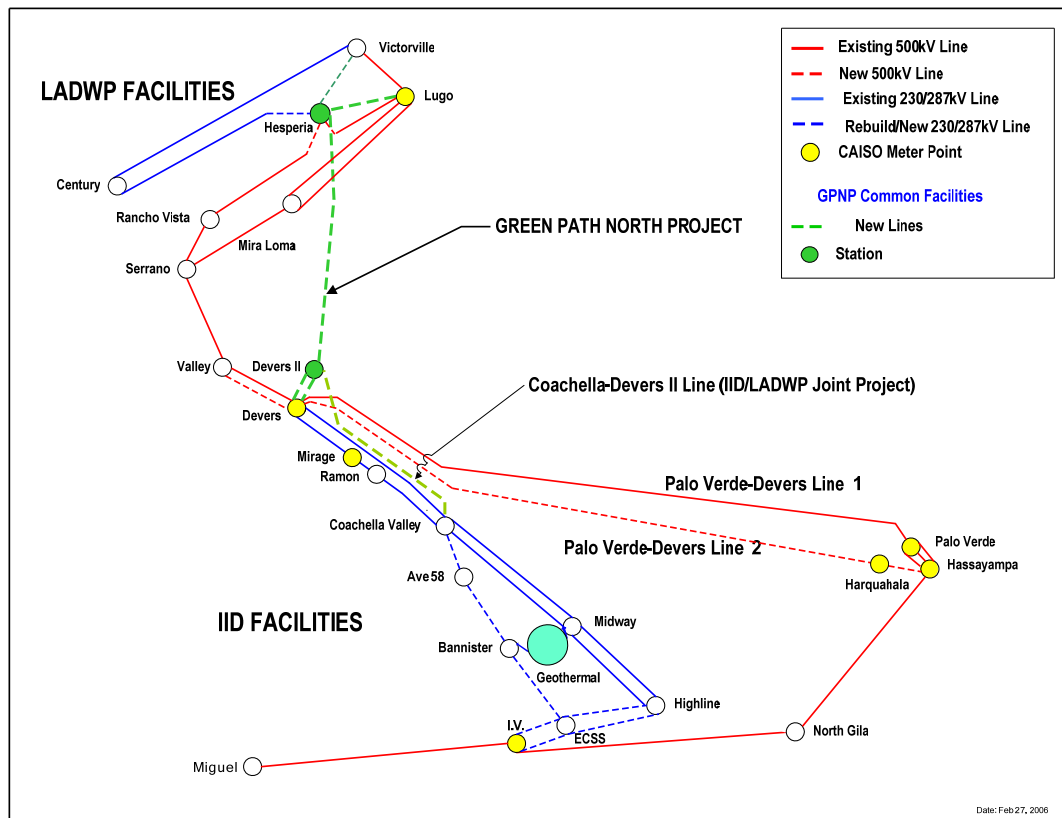 Victorville
LADWP FACILITIES
Lugo
Hesperia
Century
Rancho Vista
Mira Loma
GREEN PATH NORTH PROJECT
Serrano
Existing 500kV Line
New 500kV Line
Existing 230/287kV Line
Rebuild/New 230/287kV Line
CAISO Meter Point
GPNP Common Facilities
New Lines
Station
Valley
Devers II
Coachella-Devers II Line (IID/LADWP Joint Project)
Devers
Mirage
Ramon
Palo Verde-Devers Line 1
Coachella Valley
Palo Verde
Palo Verde-Devers Line 2
Hassayampa
Harquahala
Ave 58
IID FACILITIES
Midway
Bannister
Geothermal
Highline
I.V.
ECSS
North Gila
Miguel
Date: Feb 27, 2006